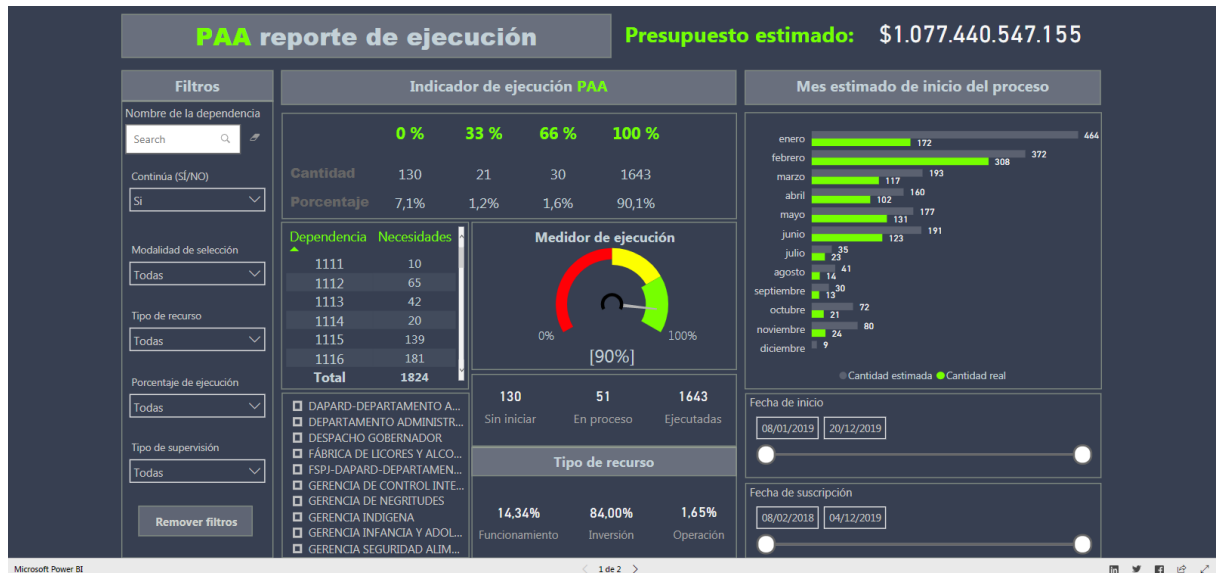 PAA reporte de ejecución
Presupuesto estimado: $1.077.440.547.155
Filtros
Nombre de la dependencia
Search
Continúa (SÍ/NO)
Si
Modalidad de selección
Todas
Tipo de recurso
Todas
Porcentaje de ejecución
Todas
Tipo de supervisión
Todas
Remover filtros
Indicador de ejecución PAA
0 % 33 % 66 % 100 %
Cantidad 130 21 30 1643
Porcentaje 7,1% 1,2% 1,6% 90,1%
Dependencia Necesidades
1111 10
1112 65
1113 42
1114 20
1115 139
1116 181
Total 1824
Medidor de ejecución
0% 100%
[90%]
DAPARD-DEPARTAMENTO A...
DEPARTAMENTO ADMINISTR...
DESPACHO GOBERNADOR
FÁBRICA DE LICORES Y ALCO...
FSPJ-DAPARD-DEPARTAMEN...
GERENCIA DE CONTROL INTE...
GERENCIA DE NEGRITUDES
GERENCIA INDIGENA
GERENCIA INFANCIA Y ADOL...
GERENCIA SEGURIDAD ALIM...
130 51 1643
Sin iniciar En proceso Ejecutadas
Tipo de recurso
14,34% 84,00% 1,65%
Funcionamiento Inversión Operación
Mes estimado de inicio del proceso
enero 464 172
febrero 372 308
marzo 193 117
abril 160 102
mayo 177 131
junio 191 123
julio 35 23
agosto 41 14
septiembre 30 13
octubre 72 21
noviembre 80 24
diciembre 9
Cantidad estimada Cantidad real
Fecha de inicio
08/01/2019 20/12/2019
Fecha de suscripción
08/02/2018 04/12/2019
Microsoft Power BI
1 de 2